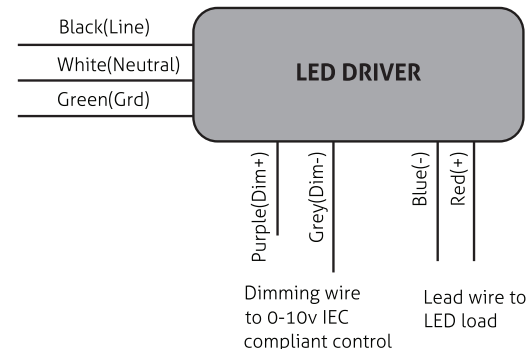 Black(Line)
White(Neutral)
Green(Grd)
LED DRIVER
Purple(Dim+)
Grey(Dim-)
Blue(-)
Red(+)
Dimming wire
to 0-10v IEC
compliant control
Lead wire to
LED load